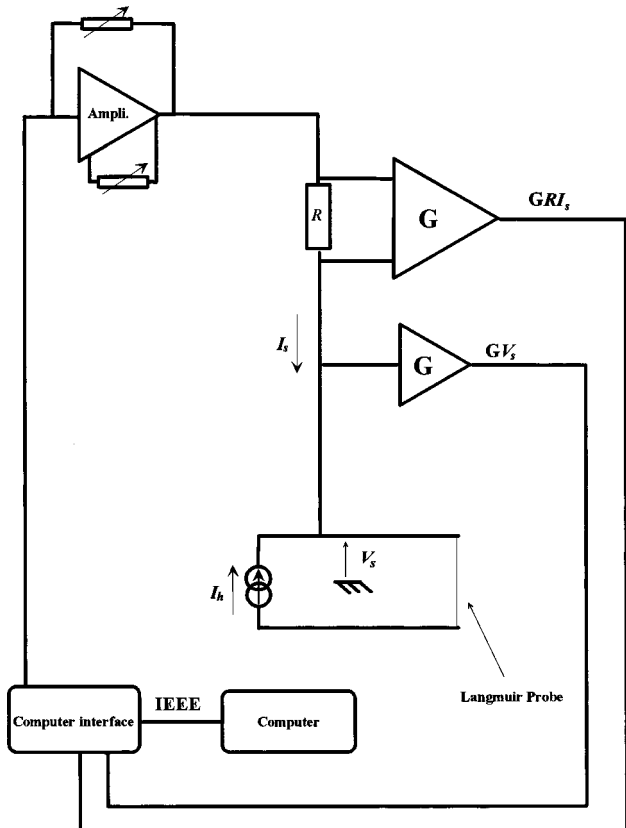 Ampli.
R
G
GRIs
Is
G
GVs
Vs
Ih
Langmuir Probe
IEEE
Computer interface
Computer